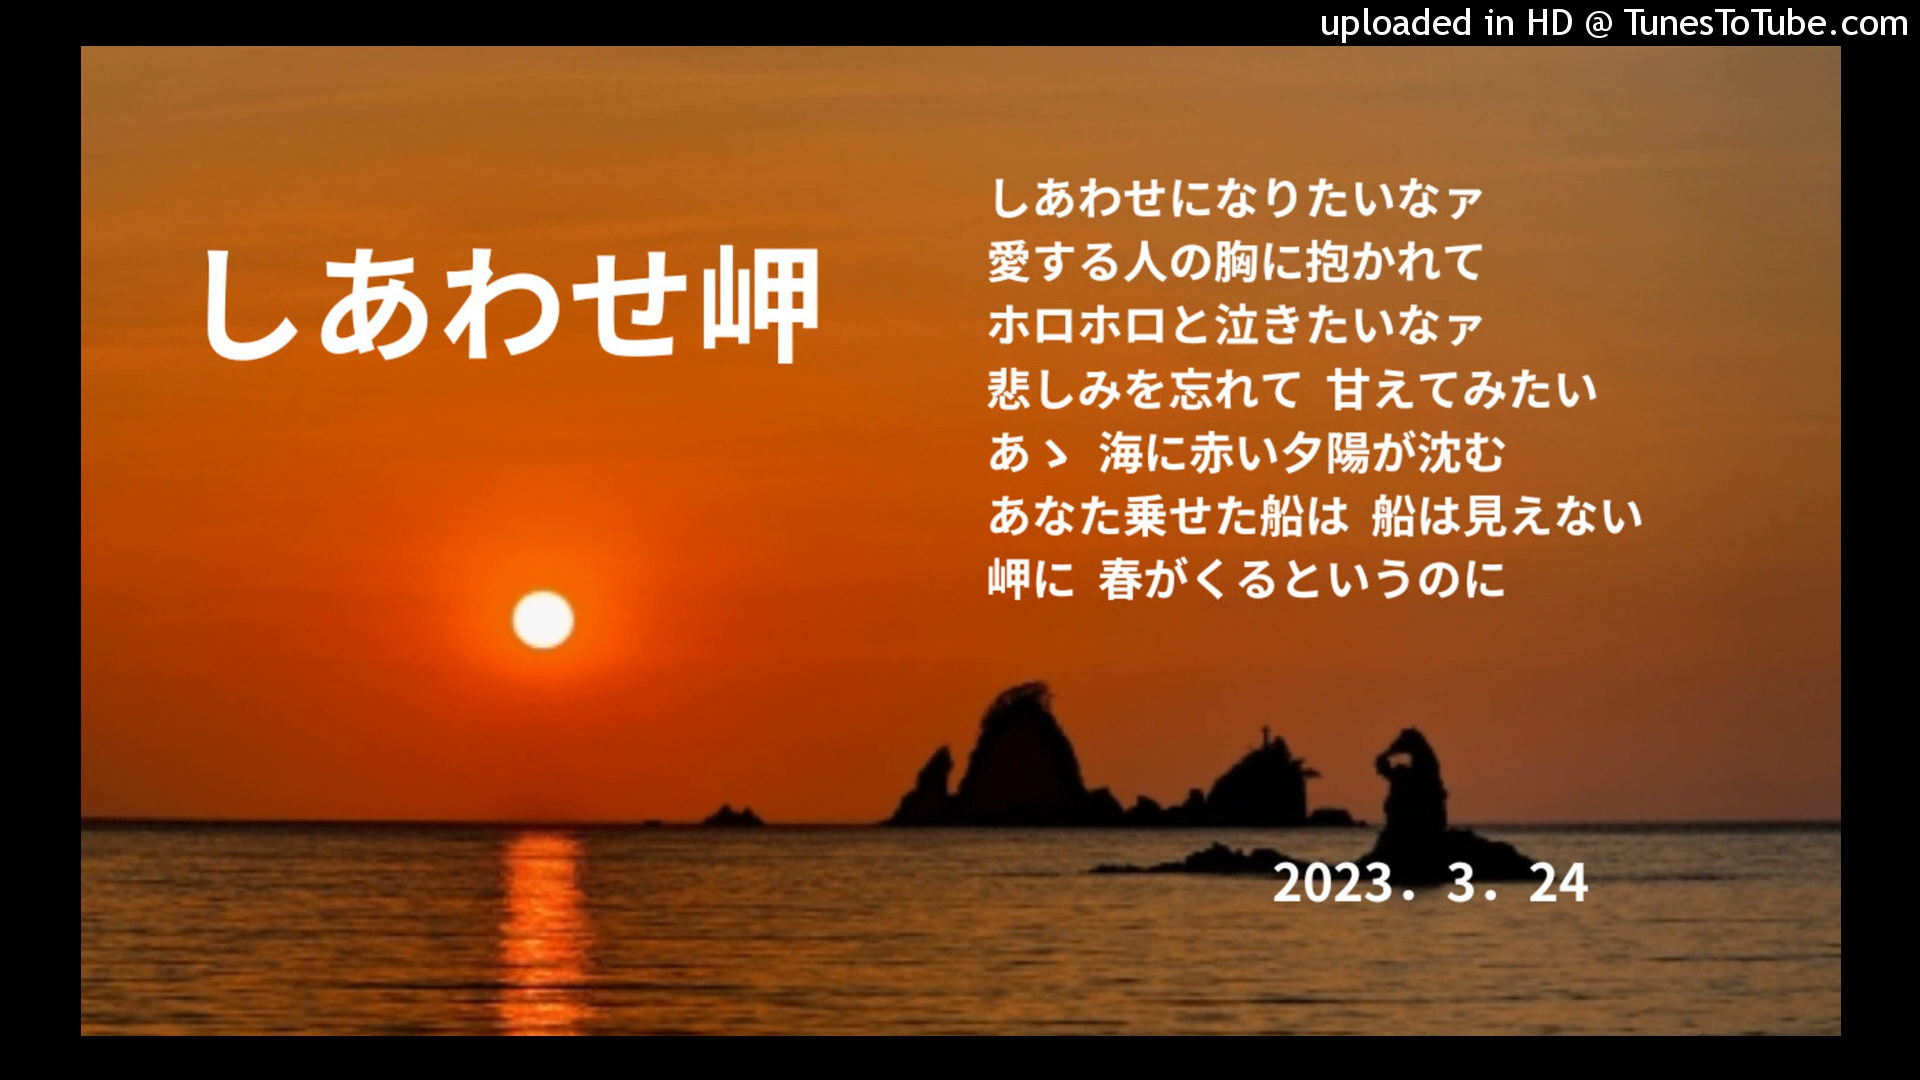 uploaded in HD @ TunesToTube.com
しあわせ岬
しあわせになりたいなァ
愛する人の胸に抱かれて
ホロホロと泣きたいなァ
悲しみを忘れて 甘えてみたい
あゝ 海に赤い夕陽が沈む
あなた乗せた船は 船は見えない
岬に 春がくるというのに
2023．3．24